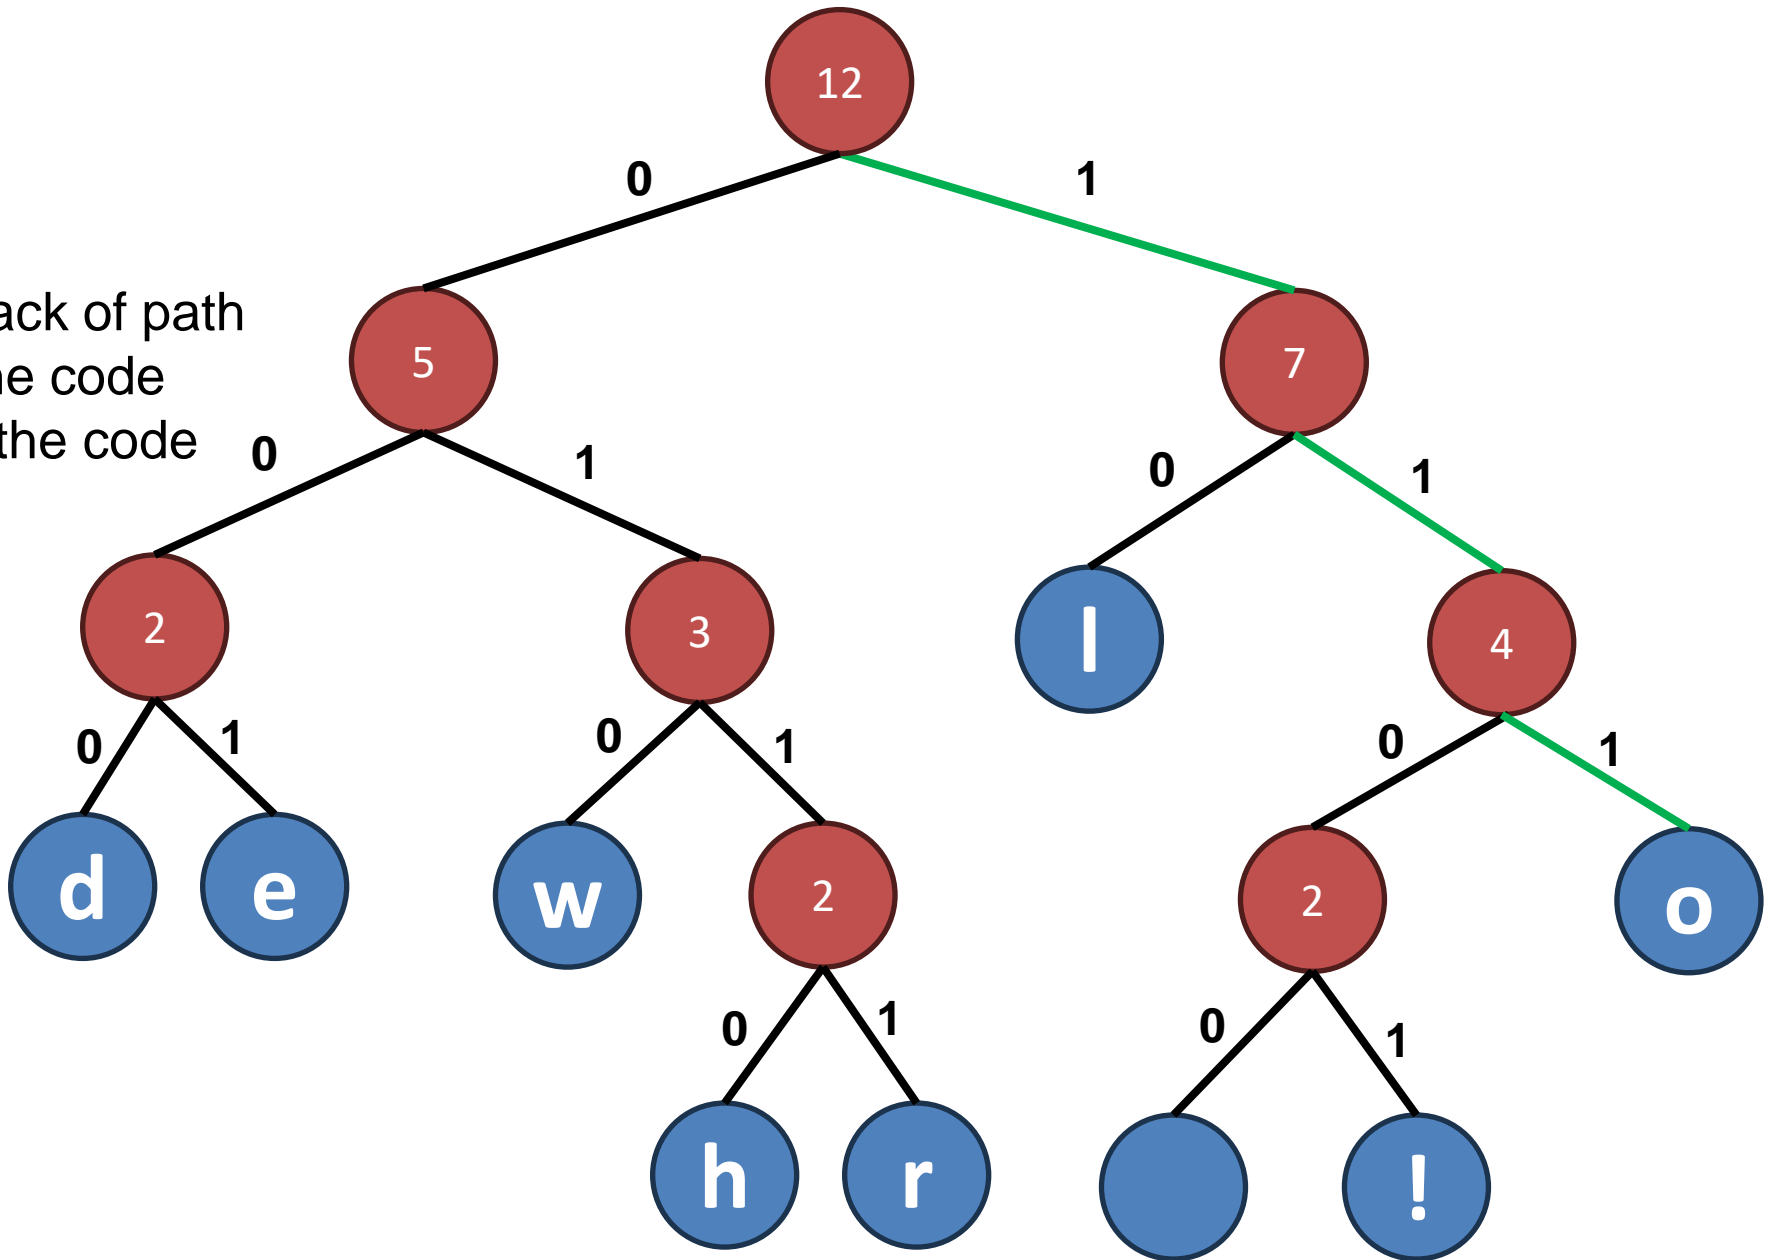 12
0 1
ack of path
5 7
ne code
the code
0 1 0 1
2 3 l 4
0 1 0 1 0 1
d e w 2 2 o
0 1 0 1
h r !